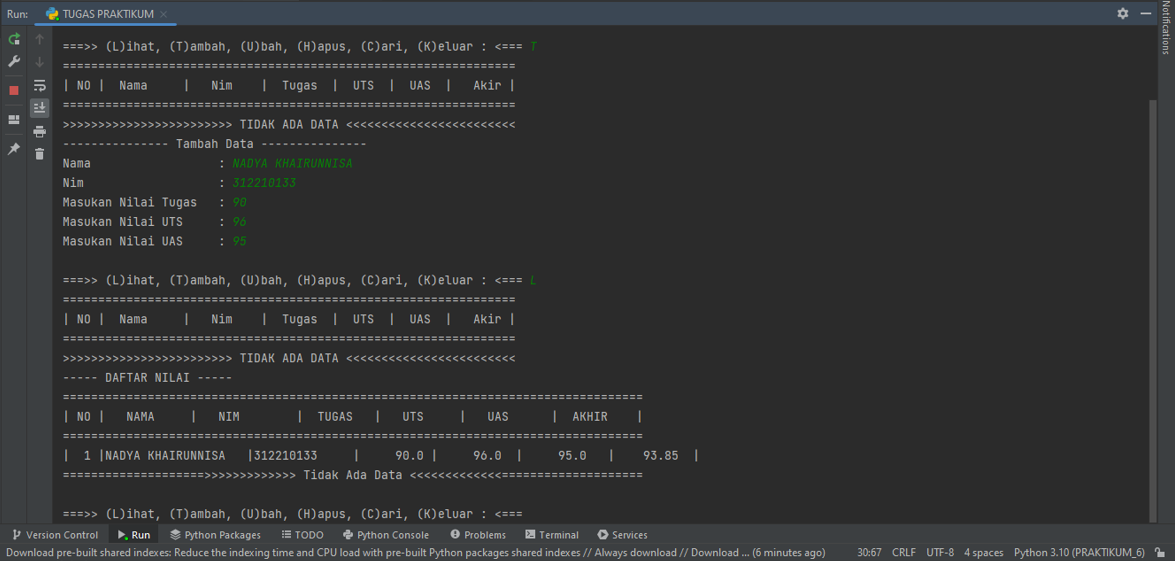 Run: TUGAS PRAKTIKUM
Notifications
===>> (L)ihat, (T)ambah, (U)bah, (H)apus, (C)ari, (K)eluar : <=== T
================================================================
| NO |  Nama     |   Nim    |  Tugas  |  UTS  |  UAS  |   Akir |
================================================================
>>>>>>>>>>>>>>>>>>>>>>>> TIDAK ADA DATA <<<<<<<<<<<<<<<<<<<<<<<<
--------------- Tambah Data ---------------
Nama                  : NADYA KHAIRUNNISA
Nim                   : 312210133
Masukan Nilai Tugas   : 90
Masukan Nilai UTS     : 96
Masukan Nilai UAS     : 95
===>> (L)ihat, (T)ambah, (U)bah, (H)apus, (C)ari, (K)eluar : <=== L
================================================================
| NO |  Nama     |   Nim    |  Tugas  |  UTS  |  UAS  |   Akir |
================================================================
>>>>>>>>>>>>>>>>>>>>>>>> TIDAK ADA DATA <<<<<<<<<<<<<<<<<<<<<<<<
----- DAFTAR NILAI -----
==================================================================================
| NO |   NAMA     |   NIM        |  TUGAS   |   UTS     |   UAS      |  AKHIR    |
==================================================================================
|  1 |NADYA KHAIRUNNISA   |312210133     |     90.0 |     96.0  |     95.0   |    93.85  |
====================>>>>>>>>>>>>> Tidak Ada Data <<<<<<<<<<<<<====================
===>> (L)ihat, (T)ambah, (U)bah, (H)apus, (C)ari, (K)eluar : <===
Version Control Run Python Packages TODO Python Console Problems Terminal Services
Download pre-built shared indexes: Reduce the indexing time and CPU load with pre-built Python packages shared indexes // Always download // Download ... (6 minutes ago) 30:67 CRLF UTF-8 4 spaces Python 3.10 (PRAKTIKUM_6)